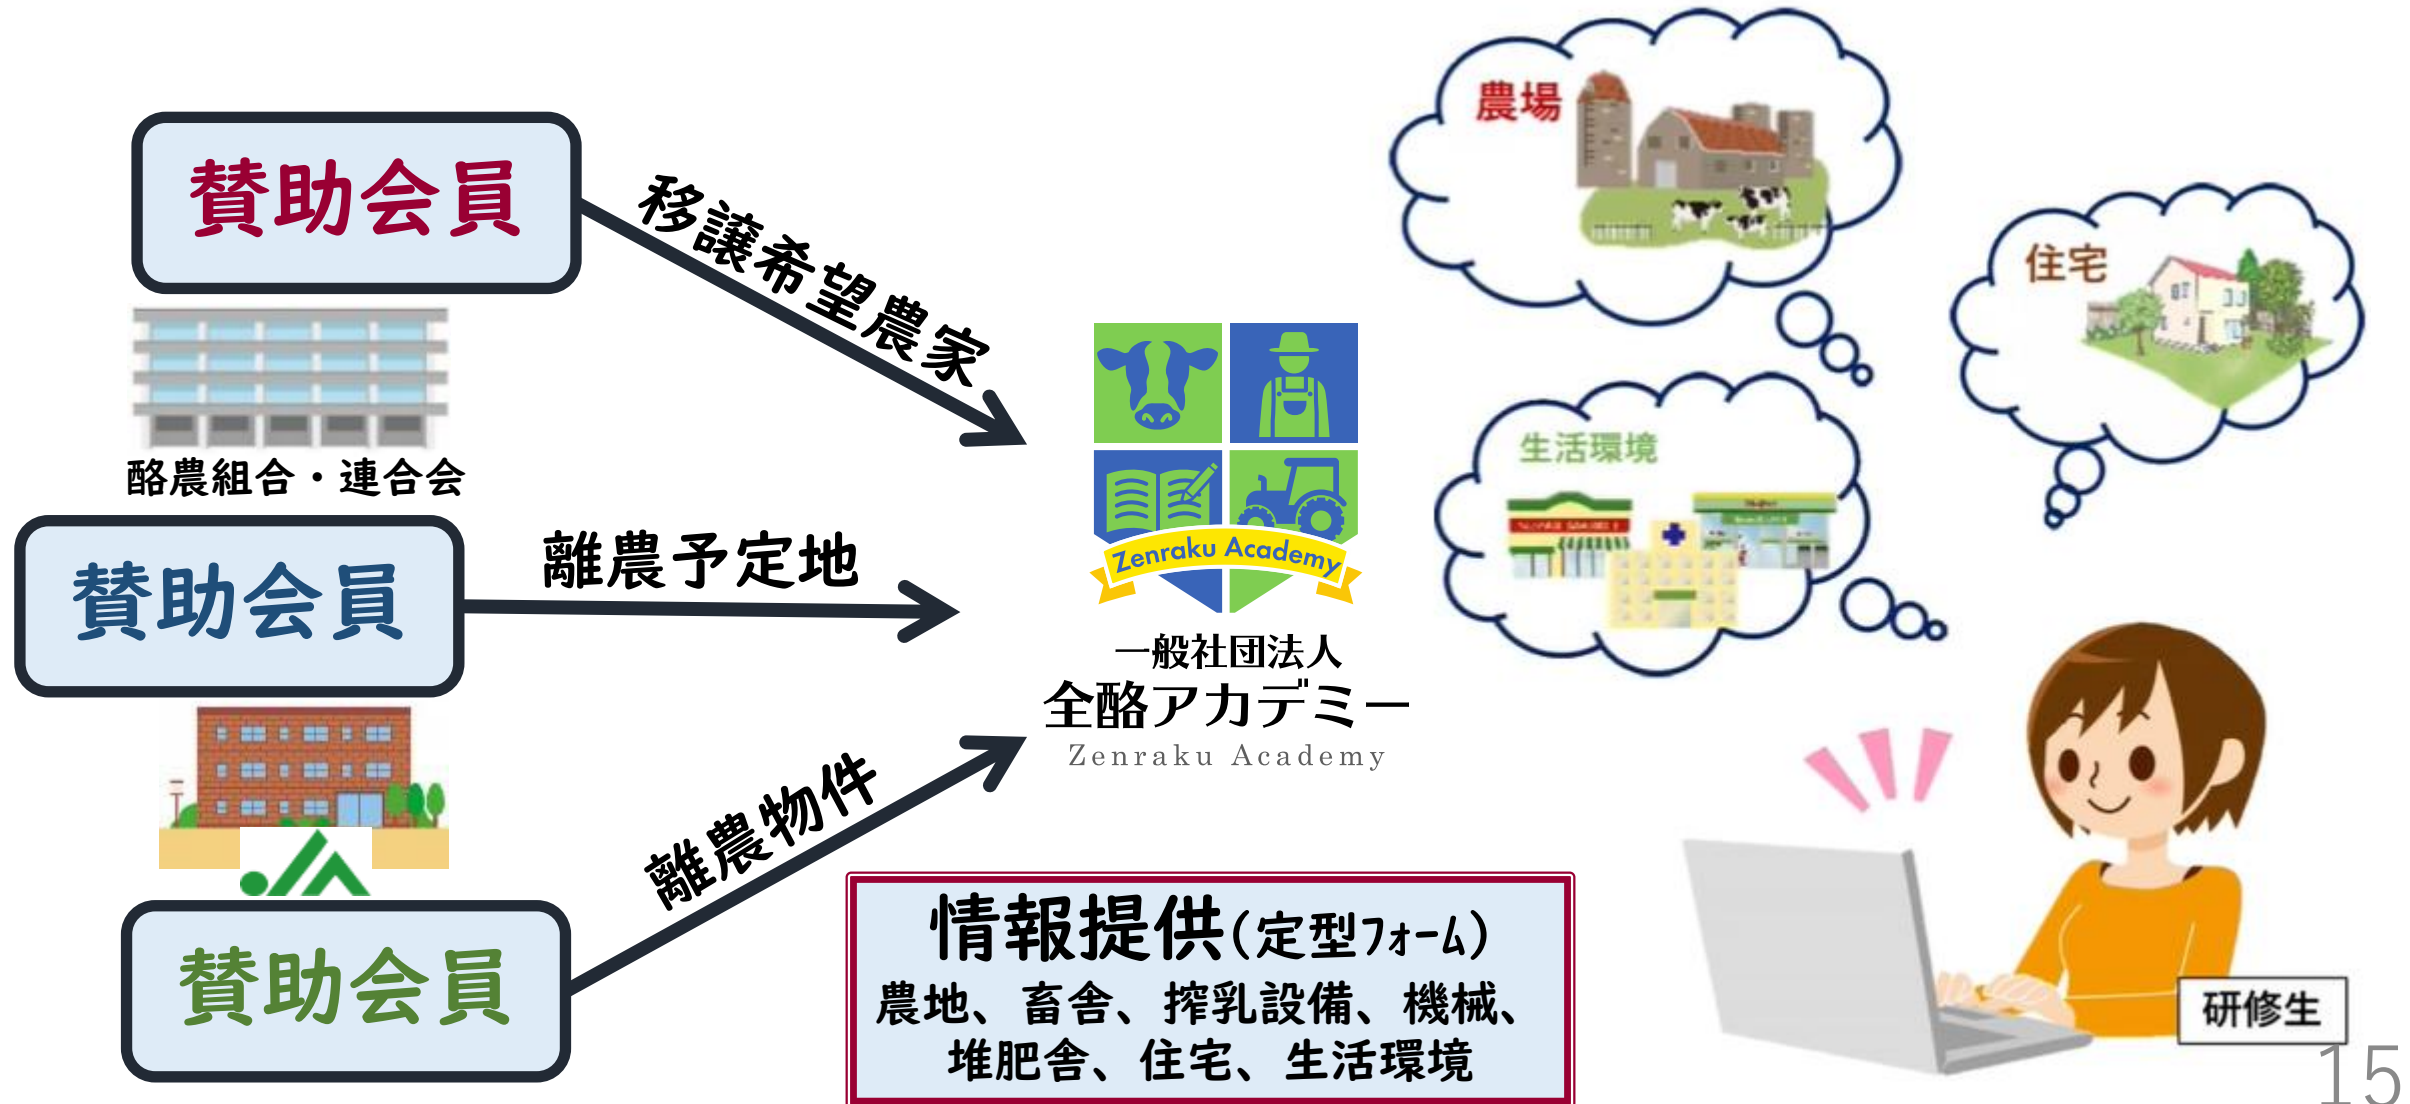 賛助会員
移譲希望農家
酪農組合・連合会
賛助会員
離農予定地
賛助会員
離農物件
Zenraku Academy
一般社団法人
全酪アカデミー
Zenraku Academy
情報提供(定型フォーム)
農地、畜舎、搾乳設備、機械、
堆肥舎、住宅、生活環境
農場
住宅
生活環境
研修生
15